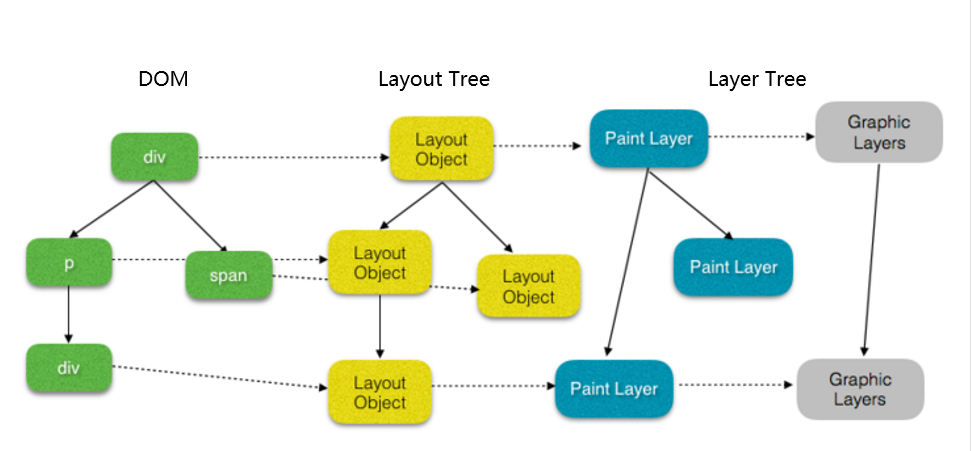 DOM
Layout Tree
Layer Tree
div
Layout
Object
Paint Layer
Graphic
Layers
p
span
Layout
Object
Layout
Object
Paint Layer
div
Layout
Object
Paint Layer
Graphic
Layers